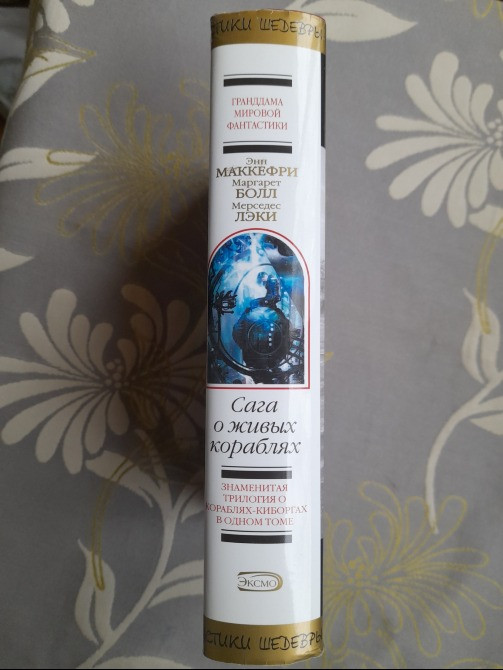 ТИКИ ШЕДЕВРЫ
ГРАНДДАМА
МИРОВОЙ
ФАНТАСТИКИ
Энн
МАККЕФРИ
Маргарет
БОЛЛ
Мерседес
ЛЭКИ
Сага
о живых
кораблях
ЗНАМЕНИТАЯ
ТРИЛОГИЯ О
КОРАБЛЯХ-КИБОРГАХ
В ОДНОМ ТОМЕ
ЭКСМО
СТИКИ ШЕДЕВРЫ